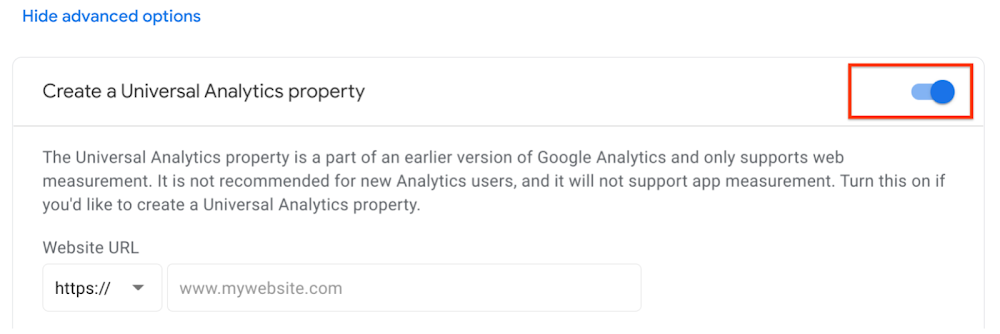 Hide advanced options
Create a Universal Analytics property
The Universal Analytics property is a part of an earlier version of Google Analytics and only supports web
measurement. It is not recommended for new Analytics users, and it will not support app measurement. Turn this on if
you'd like to create a Universal Analytics property.
Website URL
https:// www.mywebsite.com